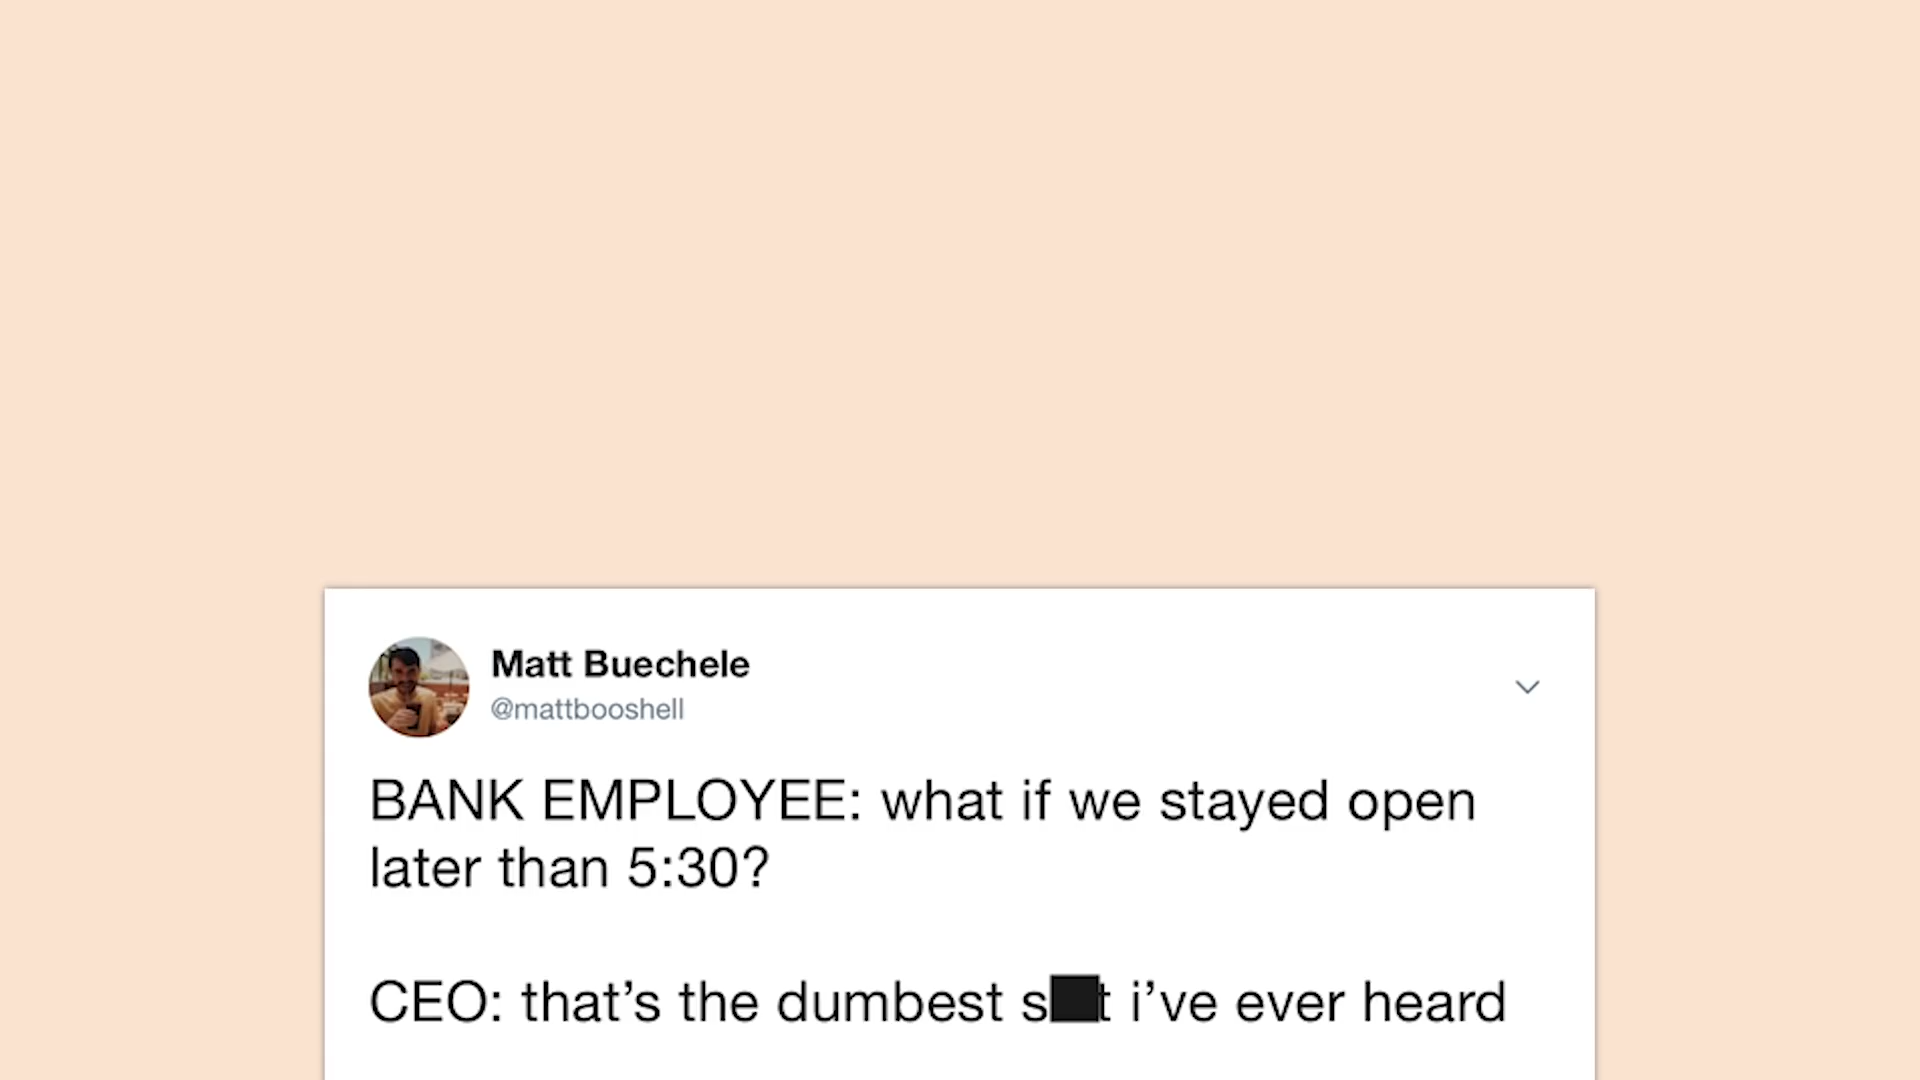 Matt Buechele
@mattbooshell
BANK EMPLOYEE: what if we stayed open
later than 5:30?
CEO: that’s the dumbest s■t i’ve ever heard